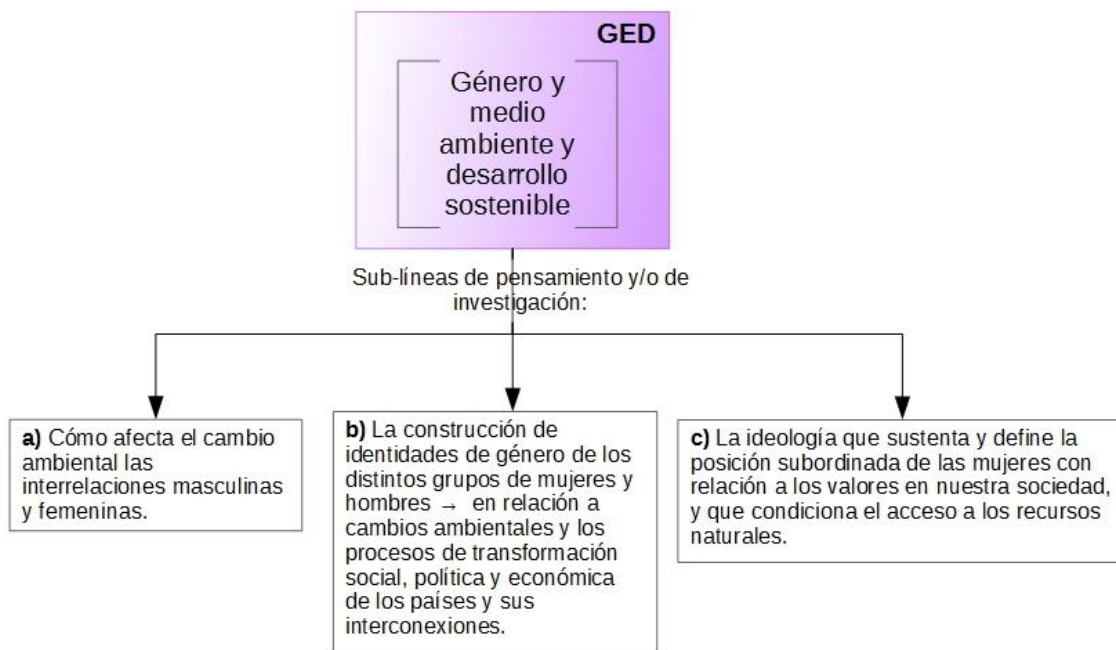 GED
Género y
medio
ambiente y
desarrollo
sostenible
Sub-líneas de pensamiento y/o de
investigación:
a) Cómo afecta el cambio
ambiental las
interrelaciones masculinas
y femeninas.
b) La construcción de
identidades de género de los
distintos grupos de mujeres y
hombres → en relación a
cambios ambientales y los
procesos de transformación
social, política y económica
de los países y sus
interconexiones.
c) La ideología que sustenta y define la
posición subordinada de las mujeres con
relación a los valores en nuestra sociedad,
y que condiciona el acceso a los recursos
naturales.